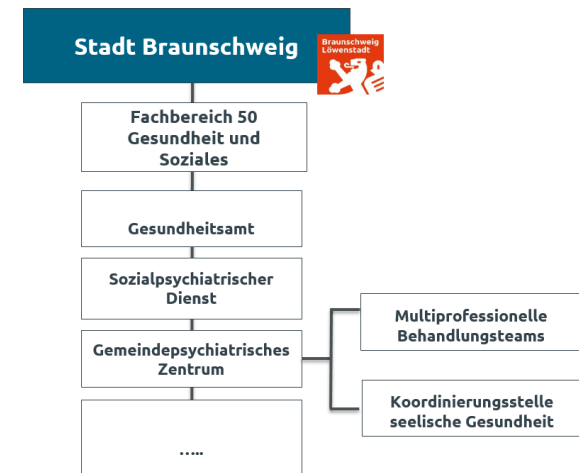 Stadt Braunschweig
Braunschweig
Löwenstadt
Fachbereich 50
Gesundheit und
Soziales
Gesundheitsamt
Sozialpsychiatrischer
Dienst
Gemeindepsychiatrisches
Zentrum
Multiprofessionelle
Behandlungsteams
Koordinierungsstelle
seelische Gesundheit
.....